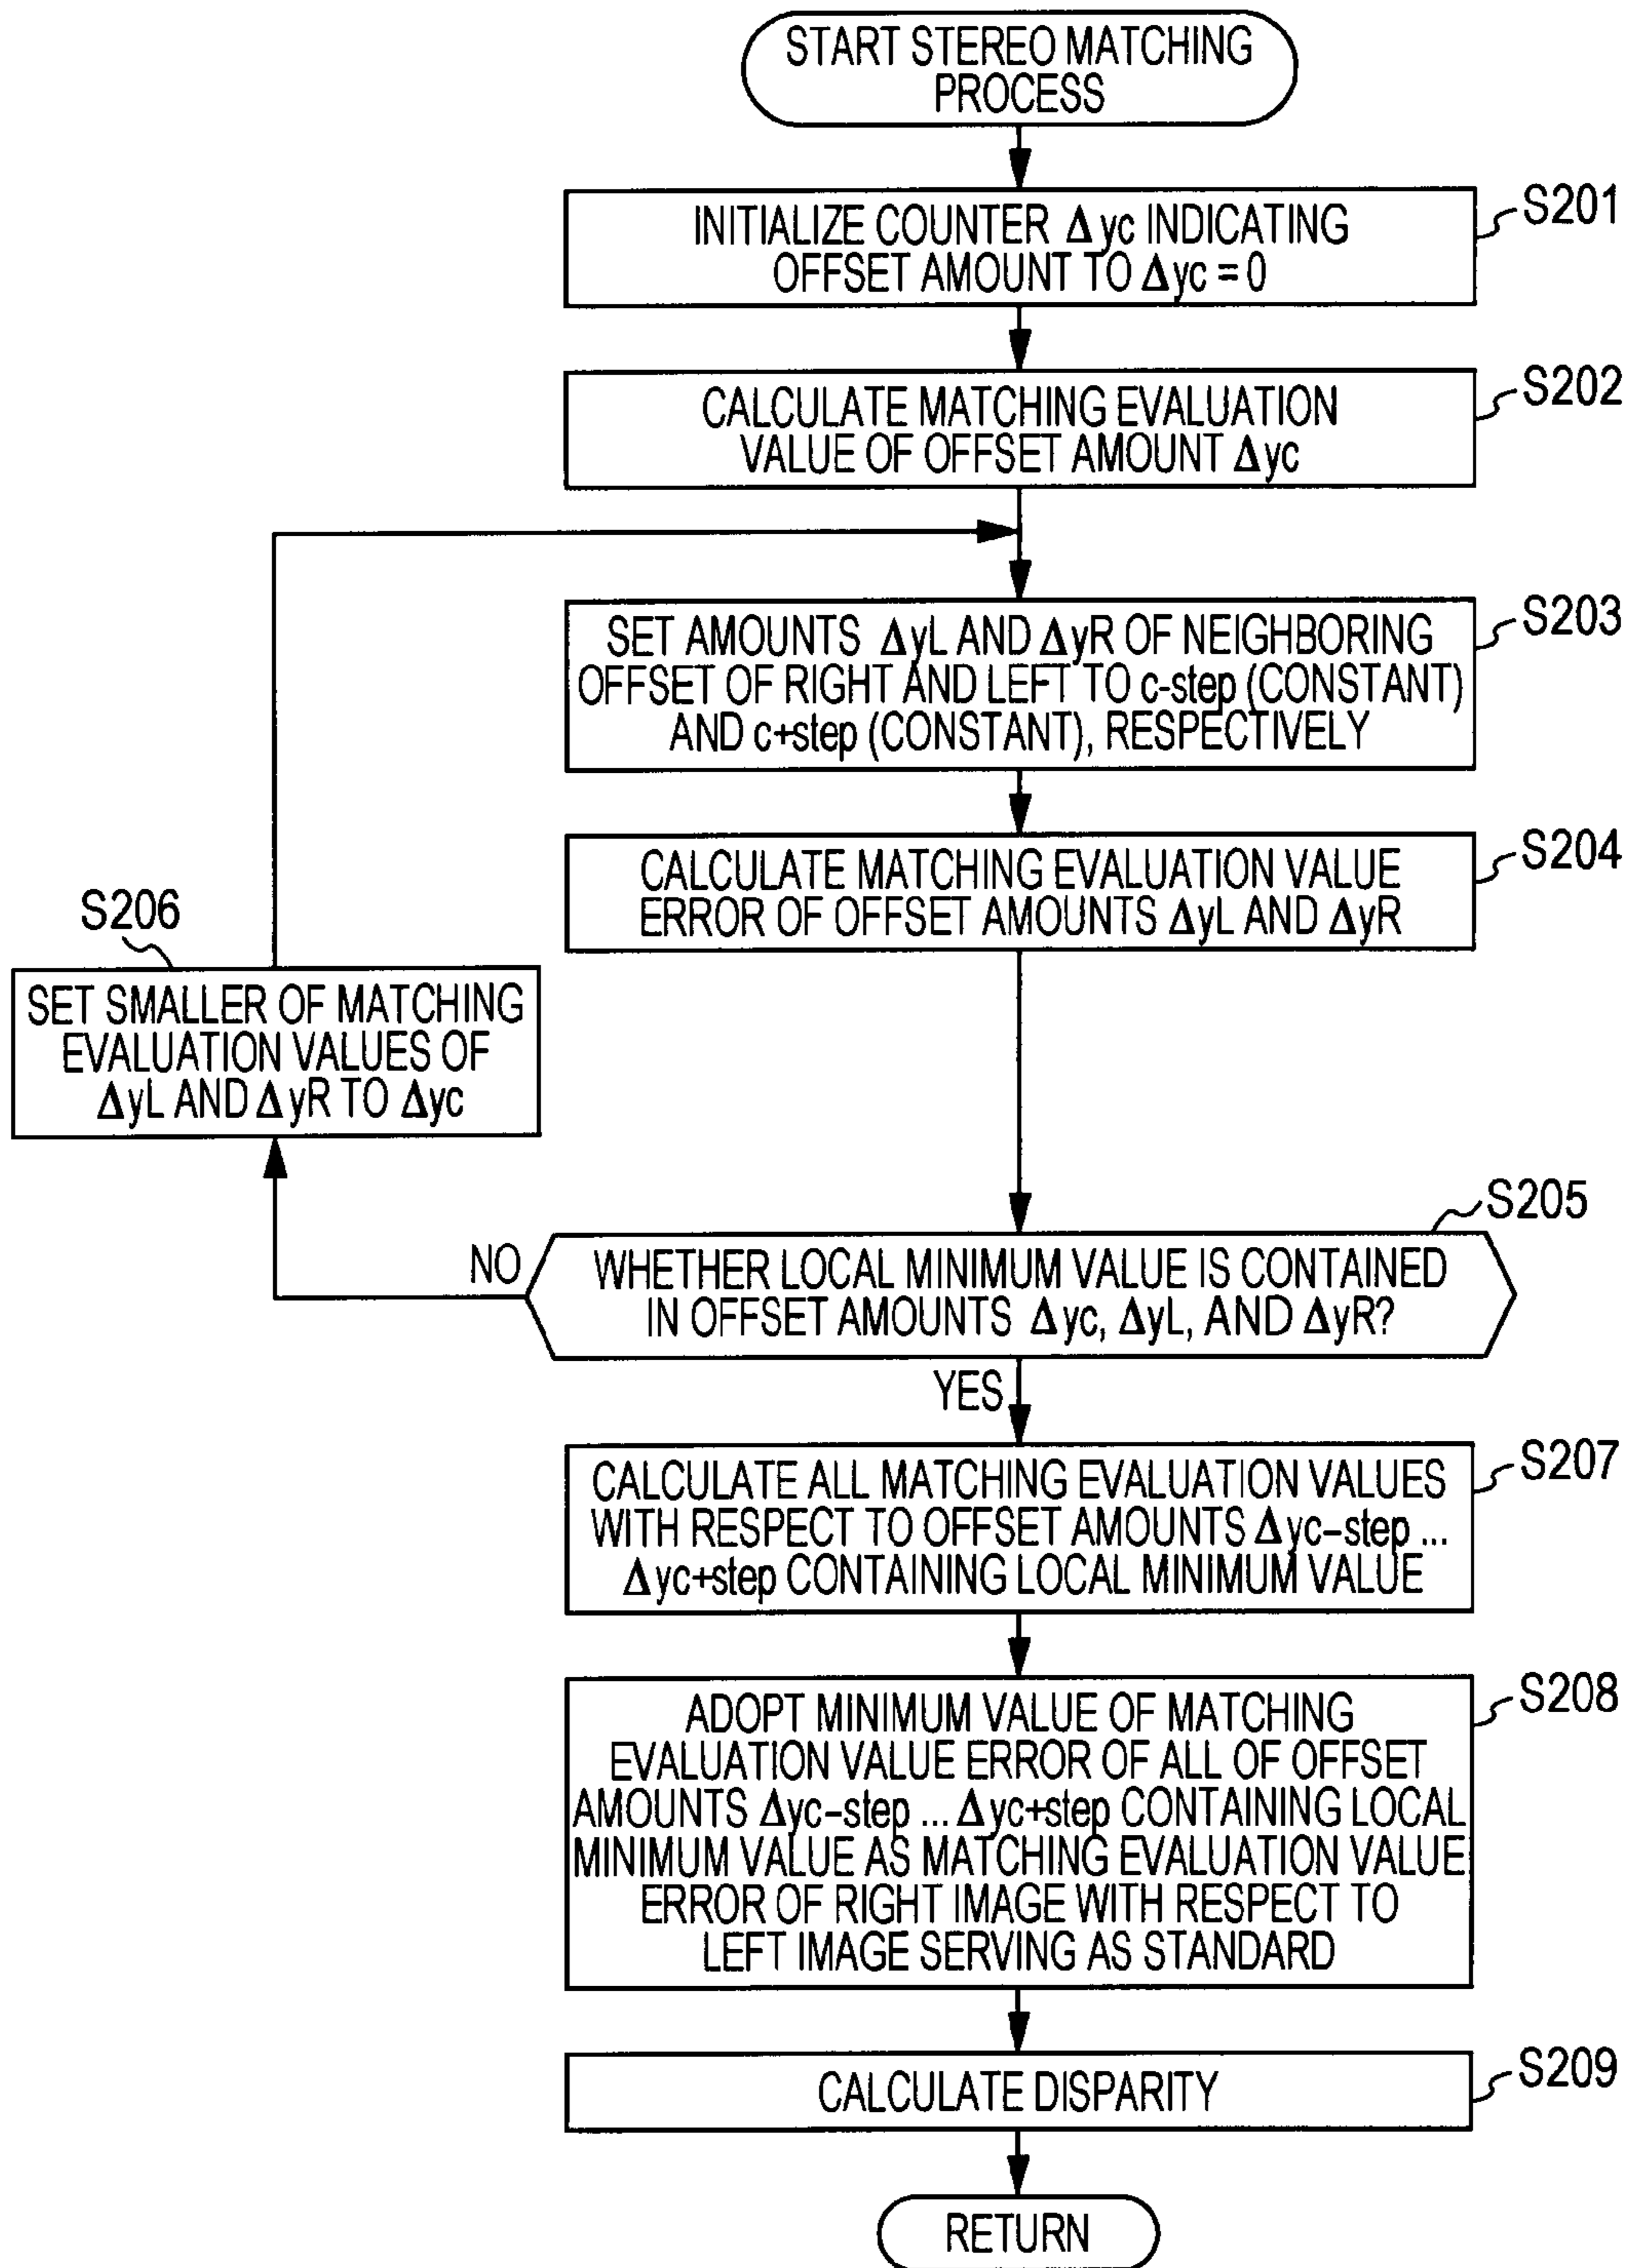 START STEREO MATCHING
PROCESS
S201
INITIALIZE COUNTER Δyc INDICATING
OFFSET AMOUNT TO Δyc = 0
S202
CALCULATE MATCHING EVALUATION
VALUE OF OFFSET AMOUNT Δyc
S203
SET AMOUNTS ΔyL AND ΔyR OF NEIGHBORING
OFFSET OF RIGHT AND LEFT TO c-step (CONSTANT)
AND c+step (CONSTANT), RESPECTIVELY
S204
CALCULATE MATCHING EVALUATION VALUE
ERROR OF OFFSET AMOUNTS ΔyL AND ΔyR
S206
SET SMALLER OF MATCHING
EVALUATION VALUES OF
ΔyL AND ΔyR TO Δyc
S205
NO
WHETHER LOCAL MINIMUM VALUE IS CONTAINED
IN OFFSET AMOUNTS Δyc, ΔyL, AND ΔyR?
YES
S207
CALCULATE ALL MATCHING EVALUATION VALUES
WITH RESPECT TO OFFSET AMOUNTS Δyc–step ...
Δyc+step CONTAINING LOCAL MINIMUM VALUE
S208
ADOPT MINIMUM VALUE OF MATCHING
EVALUATION VALUE ERROR OF ALL OF OFFSET
AMOUNTS Δyc–step ... Δyc+step CONTAINING LOCAL
MINIMUM VALUE AS MATCHING EVALUATION VALUE
ERROR OF RIGHT IMAGE WITH RESPECT TO
LEFT IMAGE SERVING AS STANDARD
S209
CALCULATE DISPARITY
RETURN